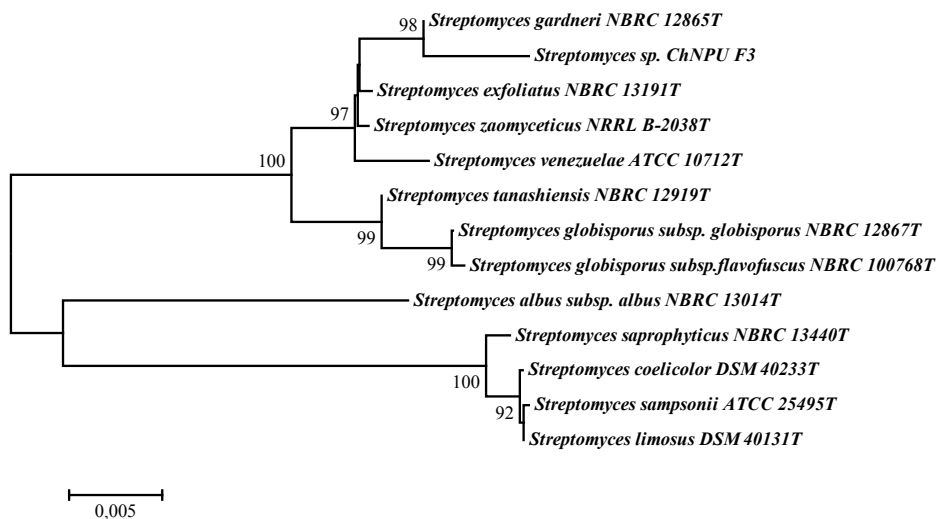 98
Streptomyces gardneri NBRC 12865T
Streptomyces sp. ChNPU F3
Streptomyces exfoliatus NBRC 13191T
97
Streptomyces zaomyceticus NRRL B-2038T
100
Streptomyces venezuelae ATCC 10712T
Streptomyces tanashiensis NBRC 12919T
99
Streptomyces globisporus subsp. globisporus NBRC 12867T
99
Streptomyces globisporus subsp.flavofuscus NBRC 100768T
Streptomyces albus subsp. albus NBRC 13014T
Streptomyces saprophyticus NBRC 13440T
100
Streptomyces coelicolor DSM 40233T
92
Streptomyces sampsonii ATCC 25495T
Streptomyces limosus DSM 40131T
0,005